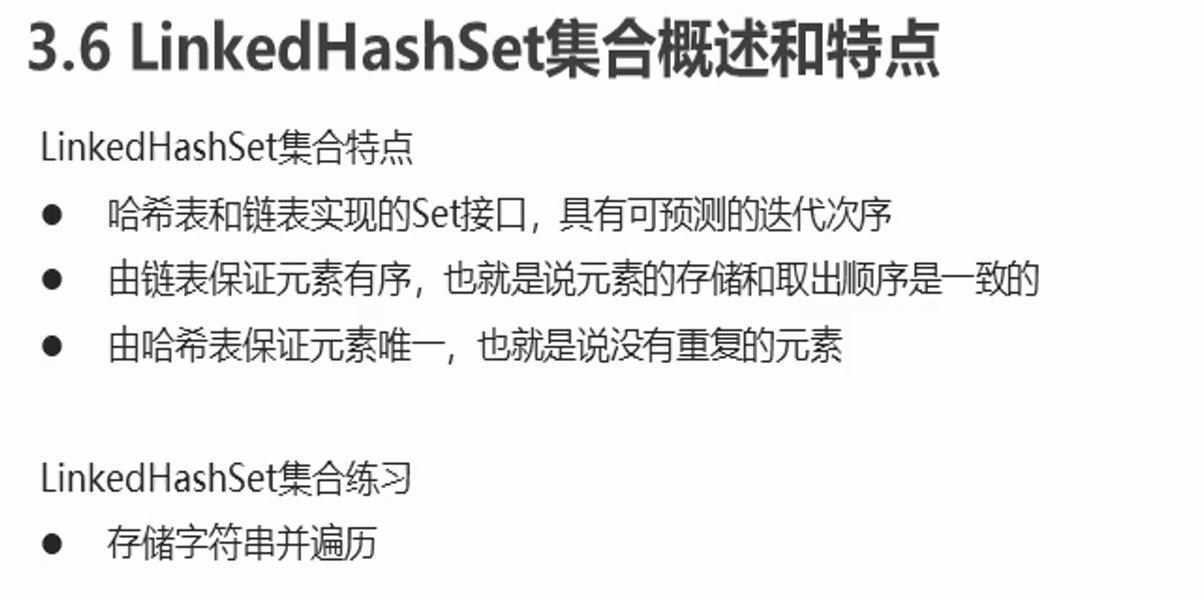 3.6 LinkedHashSet集合概述和特点
LinkedHashSet集合特点
● 哈希表和链表实现的Set接口，具有可预测的迭代次序
● 由链表保证元素有序，也就是说元素的存储和取出顺序是一致的
● 由哈希表保证元素唯一，也就是说没有重复的元素
LinkedHashSet集合练习
● 存储字符串并遍历